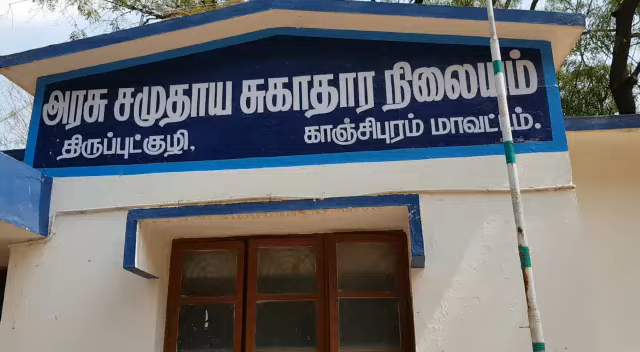 அரசு சமுதாய சுகாதார நிலையம்
திருப்புட்குழி, காஞ்சிபுரம் மாவட்டம்.